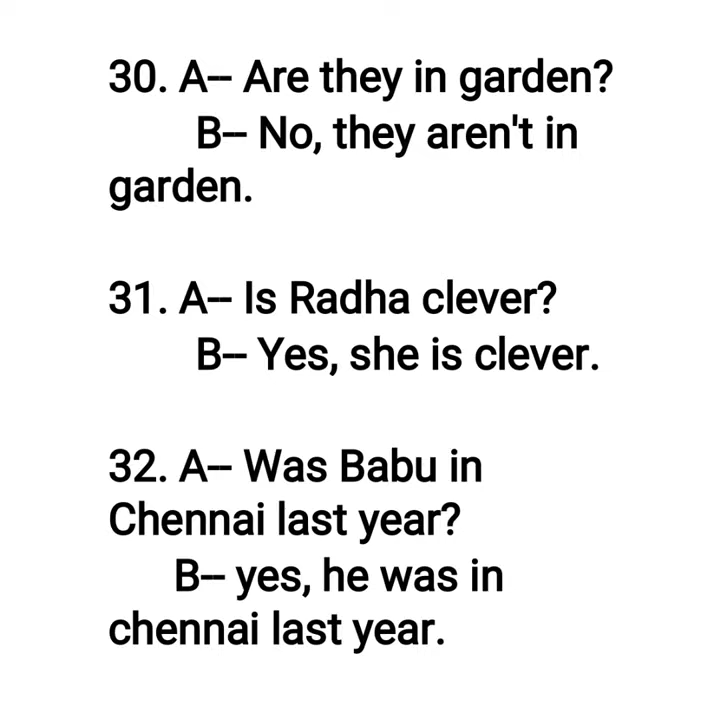 30. A-- Are they in garden?
B-- No, they aren't in
garden.
31. A-- Is Radha clever?
B-- Yes, she is clever.
32. A-- Was Babu in
Chennai last year?
B-- yes, he was in
chennai last year.